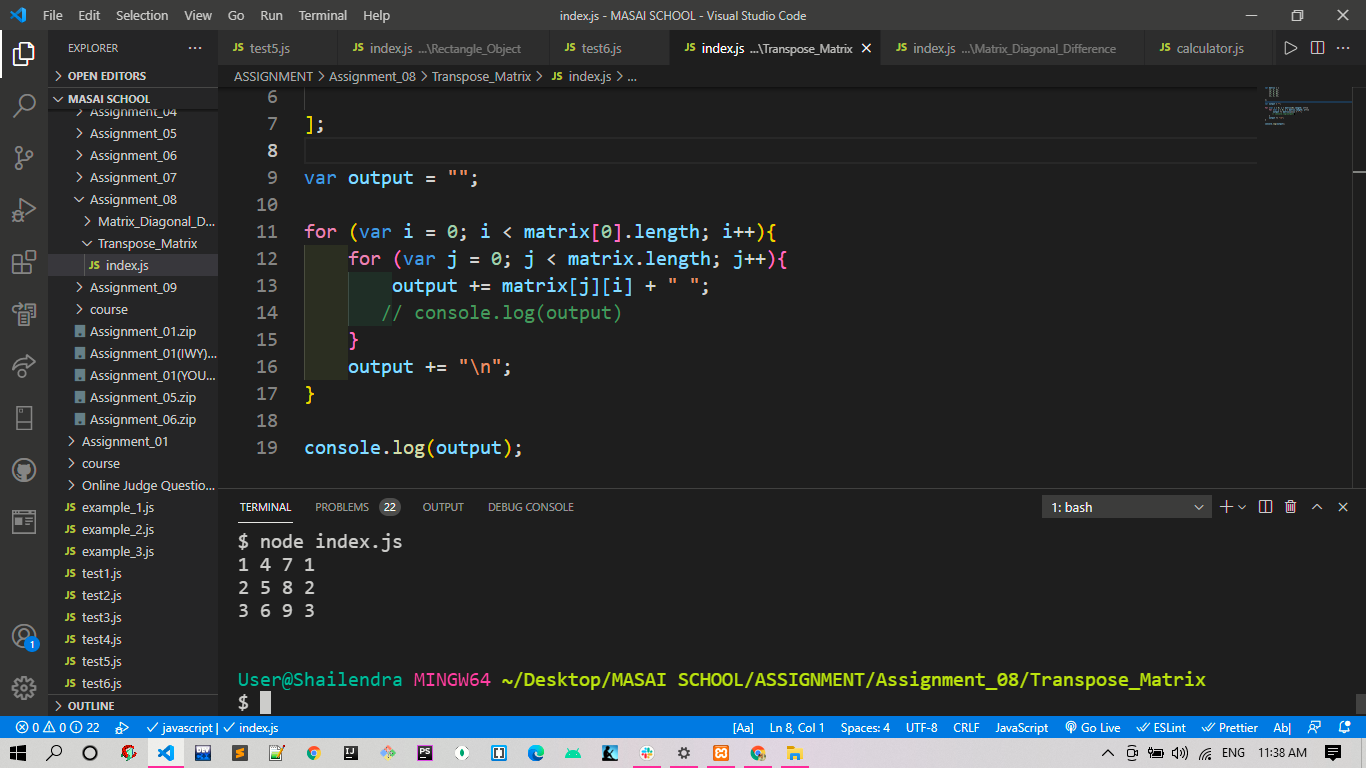 File Edit Selection View Go Run Terminal Help
index.js - MASAI SCHOOL - Visual Studio Code
EXPLORER
OPEN EDITORS
MASAI SCHOOL
Assignment_04
Assignment_05
Assignment_06
Assignment_07
Assignment_08
Matrix_Diagonal_D...
Transpose_Matrix
JS index.js
Assignment_09
course
Assignment_01.zip
Assignment_01(IWY)...
Assignment_01(YOU...
Assignment_05.zip
Assignment_06.zip
Assignment_01
course
Online Judge Questio...
JS example_1.js
JS example_2.js
JS example_3.js
JS test1.js
JS test2.js
JS test3.js
JS test4.js
JS test5.js
JS test6.js
OUTLINE
1
JS test5.js JS index.js ...\Rectangle_Object JS test6.js JS index.js ...\Transpose_Matrix JS index.js ...\Matrix_Diagonal_Difference JS calculator.js
ASSIGNMENT > Assignment_08 > Transpose_Matrix > JS index.js > ...
6
7 ];
8
9 var output = "";
10
11 for (var i = 0; i < matrix[0].length; i++){
12 for (var j = 0; j < matrix.length; j++){
13 output += matrix[j][i] + " ";
14 // console.log(output)
15 }
16 output += "\n";
17 }
18
19 console.log(output);
TERMINAL PROBLEMS 22 OUTPUT DEBUG CONSOLE 1: bash
$ node index.js
1 4 7 1
2 5 8 2
3 6 9 3
User@Shailendra MINGW64 ~/Desktop/MASAI SCHOOL/ASSIGNMENT/Assignment_08/Transpose_Matrix
$
0 0 22 javascript | index.js [Aa] Ln 8, Col 1 Spaces: 4 UTF-8 CRLF JavaScript Go Live ESLint Prettier Ab|
ENG 11:38 AM